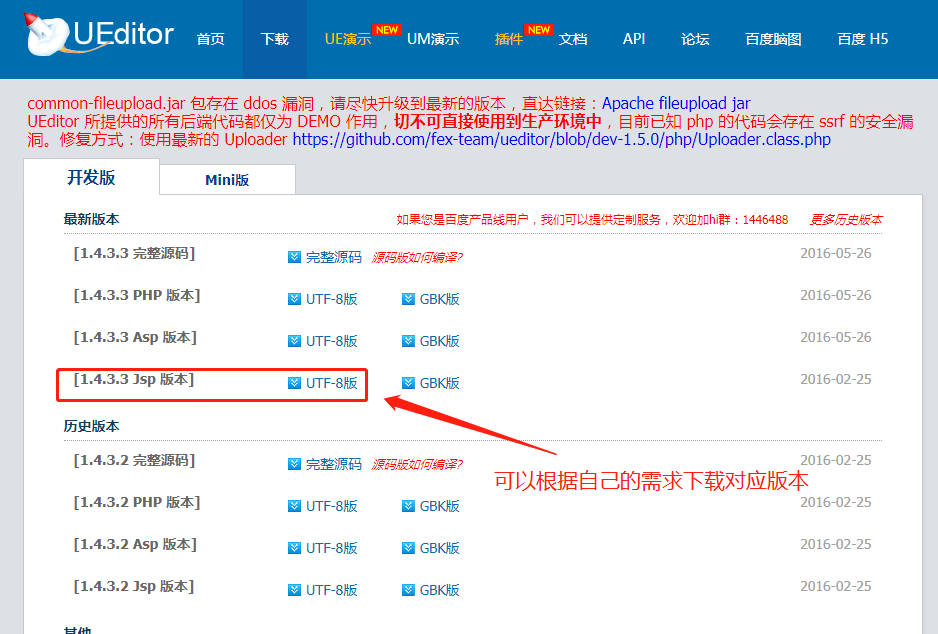 UEditor 首页 下载 UE演示 NEW UM演示 插件 NEW 文档 API 论坛 百度脑图 百度 H5
common-fileupload.jar 包存在 ddos 漏洞，请尽快升级到最新的版本，直达链接：Apache fileupload jar
UEditor 所提供的所有后端代码都仅为 DEMO 作用，切不可直接使用到生产环境中，目前已知 php 的代码会存在 ssrf 的安全漏
洞。修复方式：使用最新的 Uploader https://github.com/fex-team/ueditor/blob/dev-1.5.0/php/Uploader.class.php
开发版 Mini版
最新版本 如果您是百度产品线用户，我们可以提供定制服务，欢迎加hi群：1446488 更多历史版本
[1.4.3.3 完整源码] 完整源码 源码版如何编译? 2016-05-26
[1.4.3.3 PHP 版本] UTF-8版 GBK版 2016-05-26
[1.4.3.3 Asp 版本] UTF-8版 GBK版 2016-05-26
[1.4.3.3 Jsp 版本] UTF-8版 GBK版 2016-02-25
历史版本
[1.4.3.2 完整源码] 完整源码 源码版如何编译? 2016-02-25
可以根据自己的需求下载对应版本
[1.4.3.2 PHP 版本] UTF-8版 GBK版 2016-02-25
[1.4.3.2 Asp 版本] UTF-8版 GBK版 2016-02-25
[1.4.3.2 Jsp 版本] UTF-8版 GBK版 2016-02-25
其他